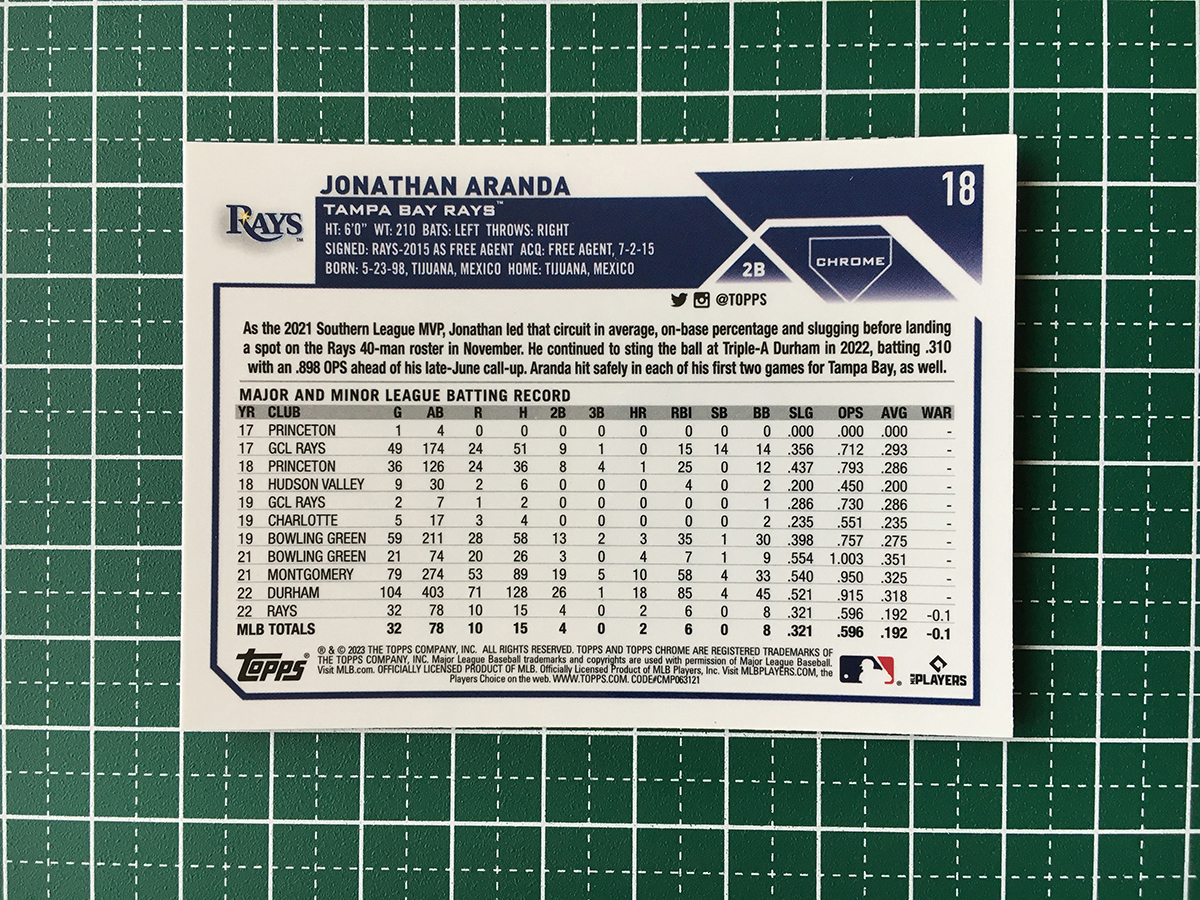 JONATHAN ARANDA
18
RAYS ™
TAMPA BAY RAYS™
HT: 6'0" WT: 210 BATS: LEFT THROWS: RIGHT
SIGNED: RAYS-2015 AS FREE AGENT ACQ: FREE AGENT, 7-2-15
BORN: 5-23-98, TIJUANA, MEXICO HOME: TIJUANA, MEXICO
2B
CHROME
@TOPPS
As the 2021 Southern League MVP, Jonathan led that circuit in average, on-base percentage and slugging before landing
a spot on the Rays 40-man roster in November. He continued to sting the ball at Triple-A Durham in 2022, batting .310
with an .898 OPS ahead of his late-June call-up. Aranda hit safely in each of his first two games for Tampa Bay, as well.
MAJOR AND MINOR LEAGUE BATTING RECORD
YR CLUB G AB R H 2B 3B HR RBI SB BB SLG OPS AVG WAR
17 PRINCETON 1 4 0 0 0 0 0 0 0 0 .000 .000 .000 -
17 GCL RAYS 49 174 24 51 9 1 0 15 14 14 .356 .712 .293 -
18 PRINCETON 36 126 24 36 8 4 1 25 0 12 .437 .793 .286 -
18 HUDSON VALLEY 9 30 2 6 0 0 0 4 0 2 .200 .450 .200 -
19 GCL RAYS 2 7 1 2 0 0 0 0 0 1 .286 .730 .286 -
19 CHARLOTTE 5 17 3 4 0 0 0 0 0 2 .235 .551 .235 -
19 BOWLING GREEN 59 211 28 58 13 2 3 35 1 30 .398 .757 .275 -
21 BOWLING GREEN 21 74 20 26 3 0 4 7 1 9 .554 1.003 .351 -
21 MONTGOMERY 79 274 53 89 19 5 10 58 4 33 .540 .950 .325 -
22 DURHAM 104 403 71 128 26 1 18 85 4 45 .521 .915 .318 -
22 RAYS 32 78 10 15 4 0 2 6 0 8 .321 .596 .192 -0.1
MLB TOTALS 32 78 10 15 4 0 2 6 0 8 .321 .596 .192 -0.1
topps®
® & © 2023 THE TOPPS COMPANY, INC. ALL RIGHTS RESERVED. TOPPS AND TOPPS CHROME ARE REGISTERED TRADEMARKS OF
THE TOPPS COMPANY, INC. Major League Baseball trademarks and copyrights are used with permission of Major League Baseball.
Visit MLB.com. OFFICIALLY LICENSED PRODUCT OF MLB. Officially Licensed Product of MLB Players, Inc. Visit MLBPLAYERS.COM, the
Players Choice on the web. WWW.TOPPS.COM. CODE#CMP063121
®
MLB PLAYERS